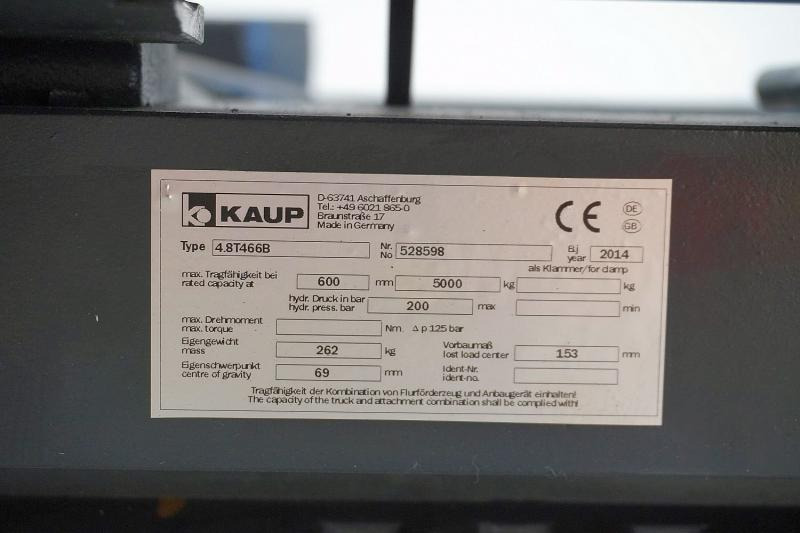 KAUP
D-63741 Aschaffenburg
Tel.: +49 6021 865-0
Braunstraße 17
Made in Germany
CE
DE
GB
Type 4.8T466B
Nr. No 528598
Bj year 2014
als Klammer/for clamp
max. Tragfähigkeit bei
rated capacity at 600 mm 5000 kg kg
hydr. Druck in bar
hydr. press. bar 200 max min
max. Drehmoment
max. torque Nm. Δ p 125 bar
Eigengewicht
mass 262 kg
Vorbaumaß
lost load center 153 mm
Eigenschwerpunkt
centre of gravity 69 mm
Ident-Nr.
ident-no.
Tragfähigkeit der Kombination von Flurförderzeug und Anbaugerät einhalten!
The capacity of the truck and attachment combination shall be complied with!